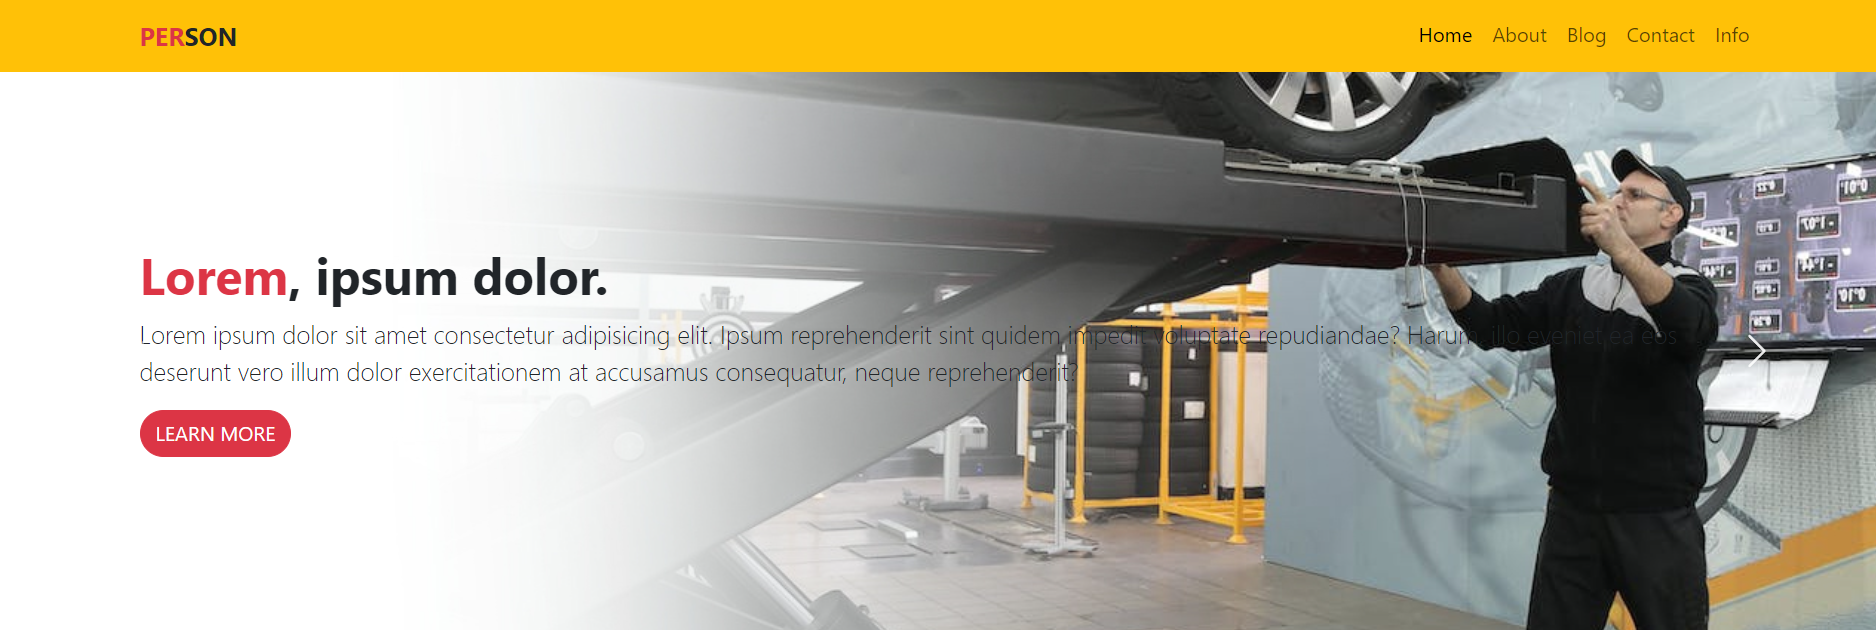 PERSON
Home About Blog Contact Info
Lorem, ipsum dolor.
Lorem ipsum dolor sit amet consectetur adipisicing elit. Ipsum reprehenderit sint quidem impedit voluptate repudiandae? Harum, illo eveniet ea eos
deserunt vero illum dolor exercitationem at accusamus consequatur, neque reprehenderit?
LEARN MORE